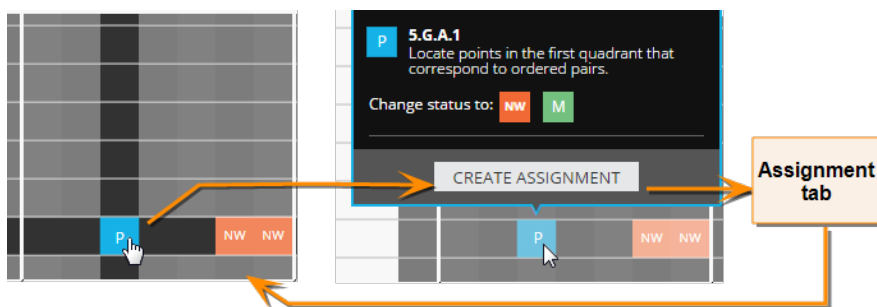 P 5.G.A.1
Locate points in the first quadrant that
correspond to ordered pairs.
Change status to: NW M
CREATE ASSIGNMENT
Assignment
tab
P NW NW
P NW NW